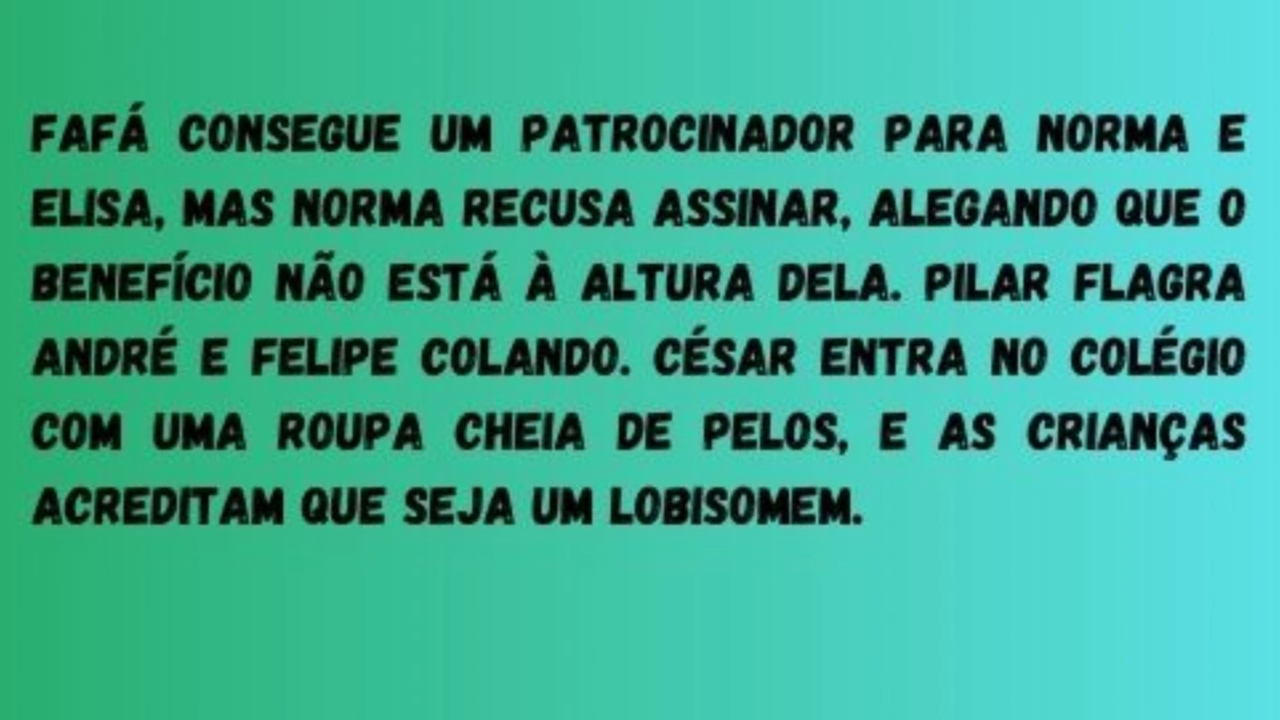 FAFÁ CONSEGUE UM PATROCINADOR PARA NORMA E
ELISA, MAS NORMA RECUSA ASSINAR, ALEGANDO QUE O
BENEFÍCIO NÃO ESTÁ À ALTURA DELA. PILAR FLAGRA
ANDRÉ E FELIPE COLANDO. CÉSAR ENTRA NO COLÉGIO
COM UMA ROUPA CHEIA DE PELOS, E AS CRIANÇAS
ACREDITAM QUE SEJA UM LOBISOMEM.